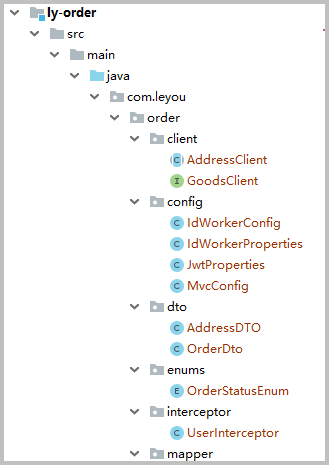 ly-order
src
main
java
com.leyou
order
client
AddressClient
GoodsClient
config
IdWorkerConfig
IdWorkerProperties
JwtProperties
MvcConfig
dto
AddressDTO
OrderDto
enums
OrderStatusEnum
interceptor
UserInterceptor
mapper